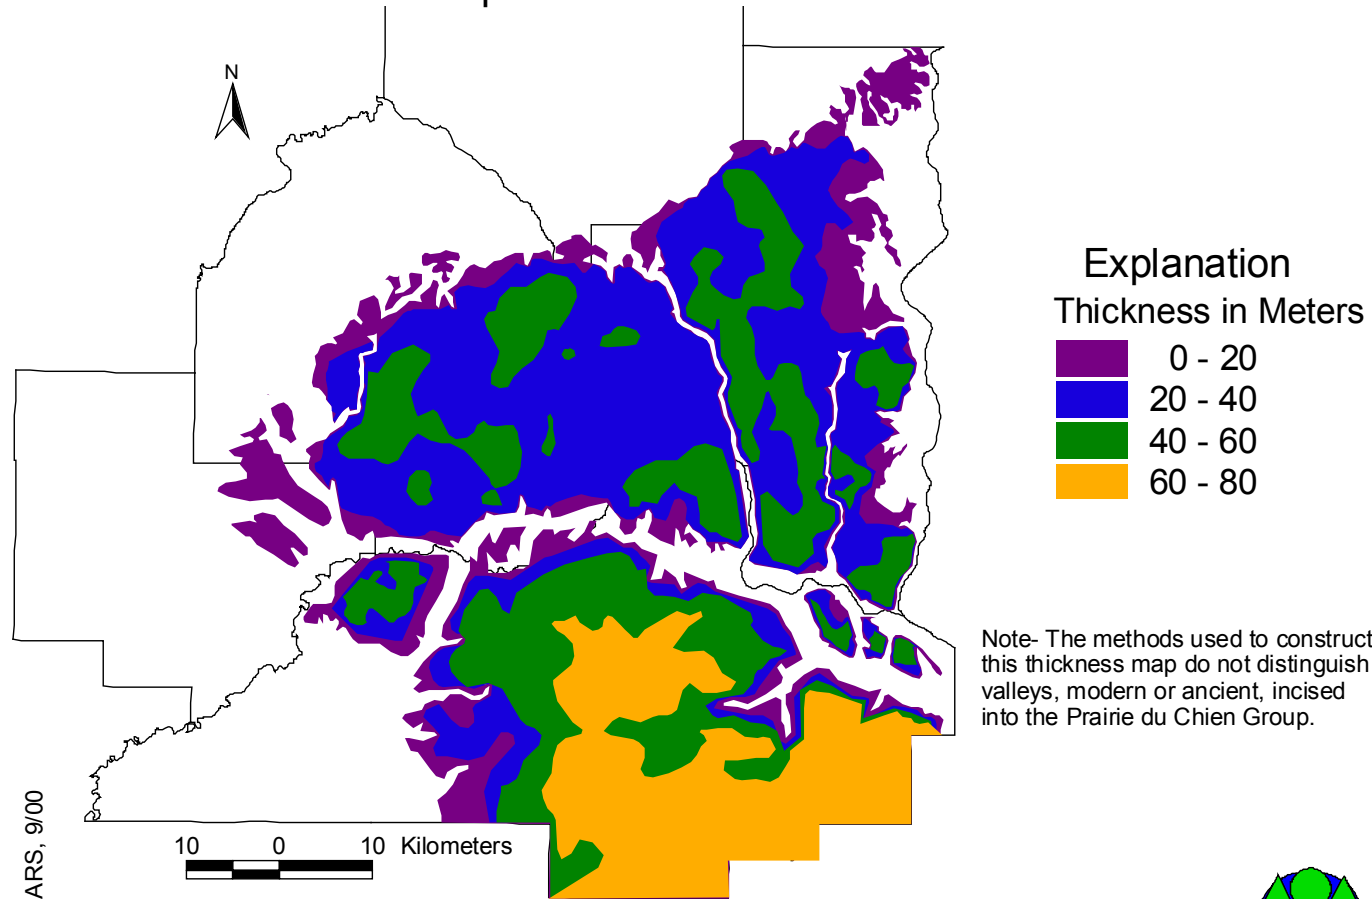 N
Explanation
Thickness in Meters
0 - 20
20 - 40
40 - 60
60 - 80
Note- The methods used to construct
this thickness map do not distinguish
valleys, modern or ancient, incised
into the Prairie du Chien Group.
ARS, 9/00
10 0 10 Kilometers